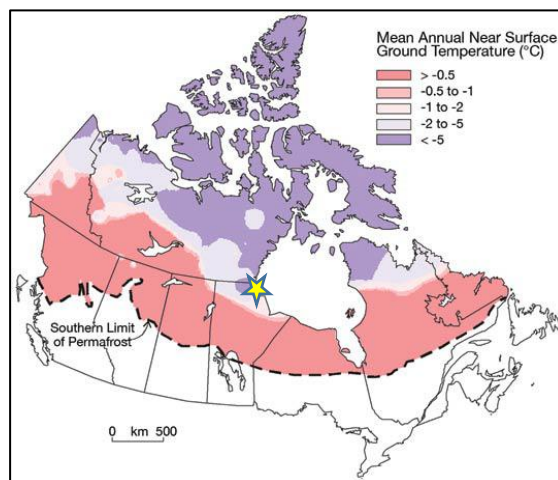 Mean Annual Near Surface
Ground Temperature (°C)
> -0.5
-0.5 to -1
-1 to -2
-2 to -5
< -5
Southern Limit
of Permafrost
0 km 500